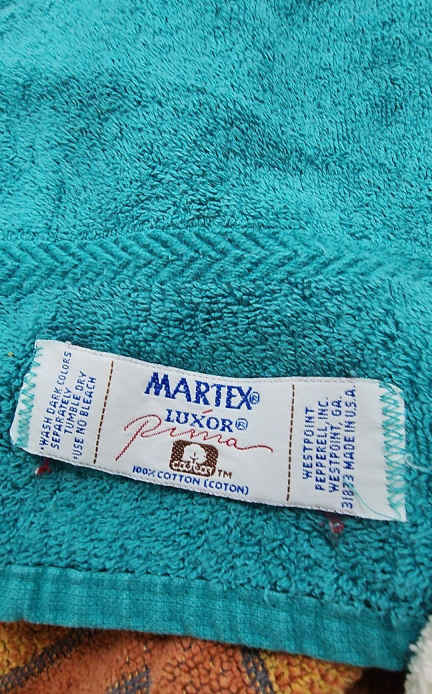 *WASH DARK COLORS
SEPARATELY
TUMBLE DRY
*USE NO BLEACH
MARTEX®
LUXOR®
Pima
cotton ™
100% COTTON (COTON)
WESTPOINT
PEPPERELL, INC.
WESTPOINT, GA.
31833 MADE IN U.S.A.